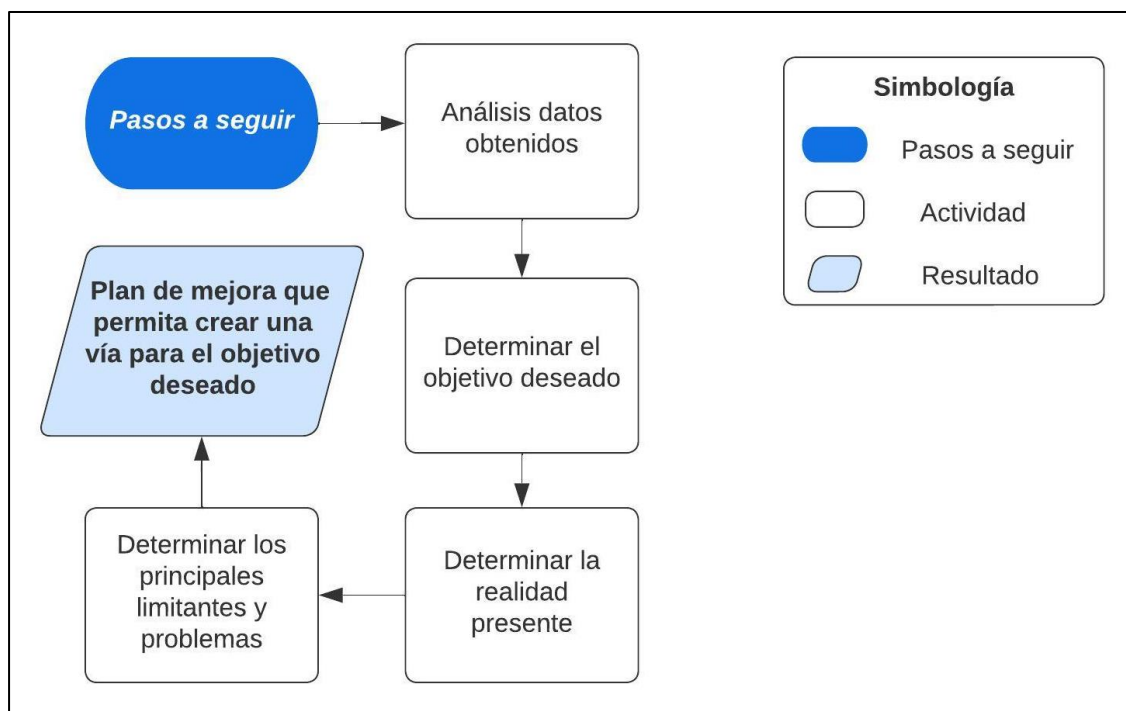 Pasos a seguir
Análisis datos
obtenidos
Determinar el
objetivo deseado
Determinar la
realidad
presente
Determinar los
principales
limitantes y
problemas
Plan de mejora que
permita crear una
vía para el objetivo
deseado
Simbología
Pasos a seguir
Actividad
Resultado